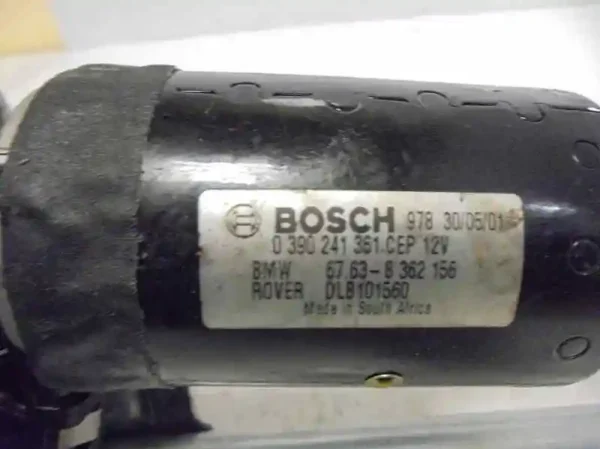 BOSCH 978 30/05/01
0 390 241 361 CEP 12V
BMW 67.63-8 362 156
ROVER DLB101560
Made in South Africa